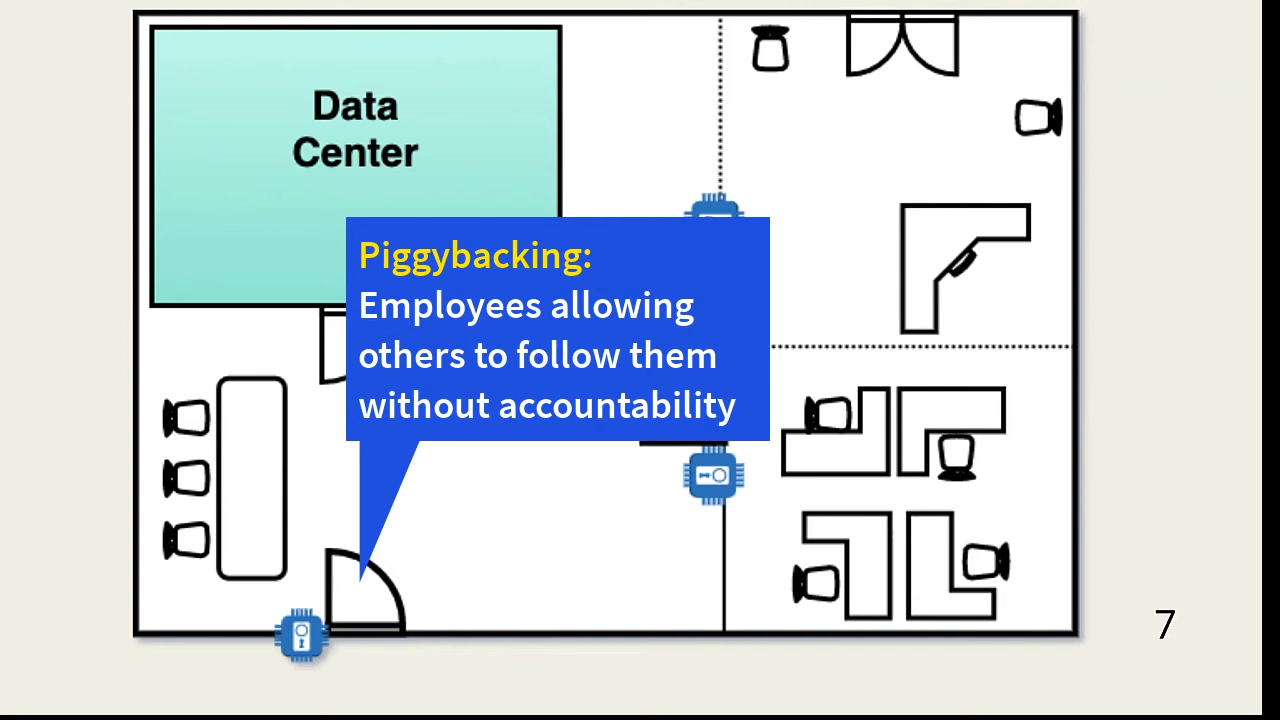 Data
Center
Piggybacking:
Employees allowing
others to follow them
without accountability
7